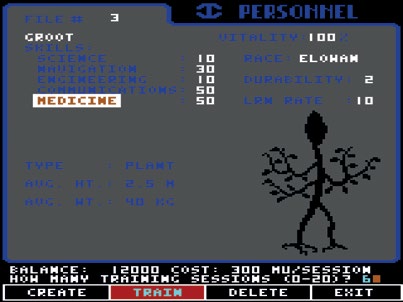 FILE # 3
PERSONNEL
GROOT
VITALITY:100%
SKILLS:
SCIENCE : 10
RACE: ELOWAN
NAVIGATION : 30
ENGINEERING : 10
DURABILITY: 2
COMMUNICATIONS: 50
MEDICINE : 50
LRN RATE :10
TYPE : PLANT
AVG. HT.: 2.5 M
AVG. WT.: 40 KG
BALANCE: 12000 COST: 300 MU/SESSION
HOW MANY TRAINING SESSIONS (0-20)? 6
CREATE
TRAIN
DELETE
EXIT